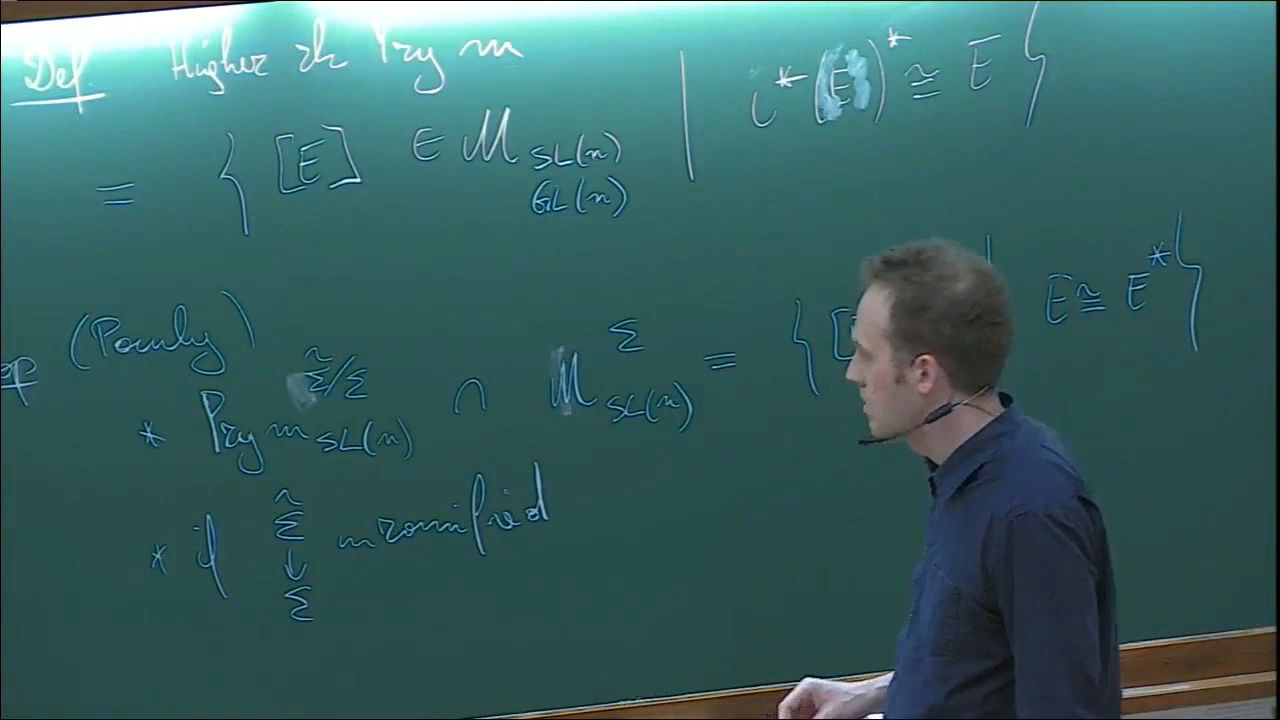 Def. Higher rk Prym
= { [E] ∈ M SL(n) | i*(E)* ≅ E }
GL(n)
(Pauly)
* Prym SL(n) Σ̃/Σ ∩ M SL(n) Σ = { [E | E ≅ E* }
* if Σ̃ ↓ Σ unramified